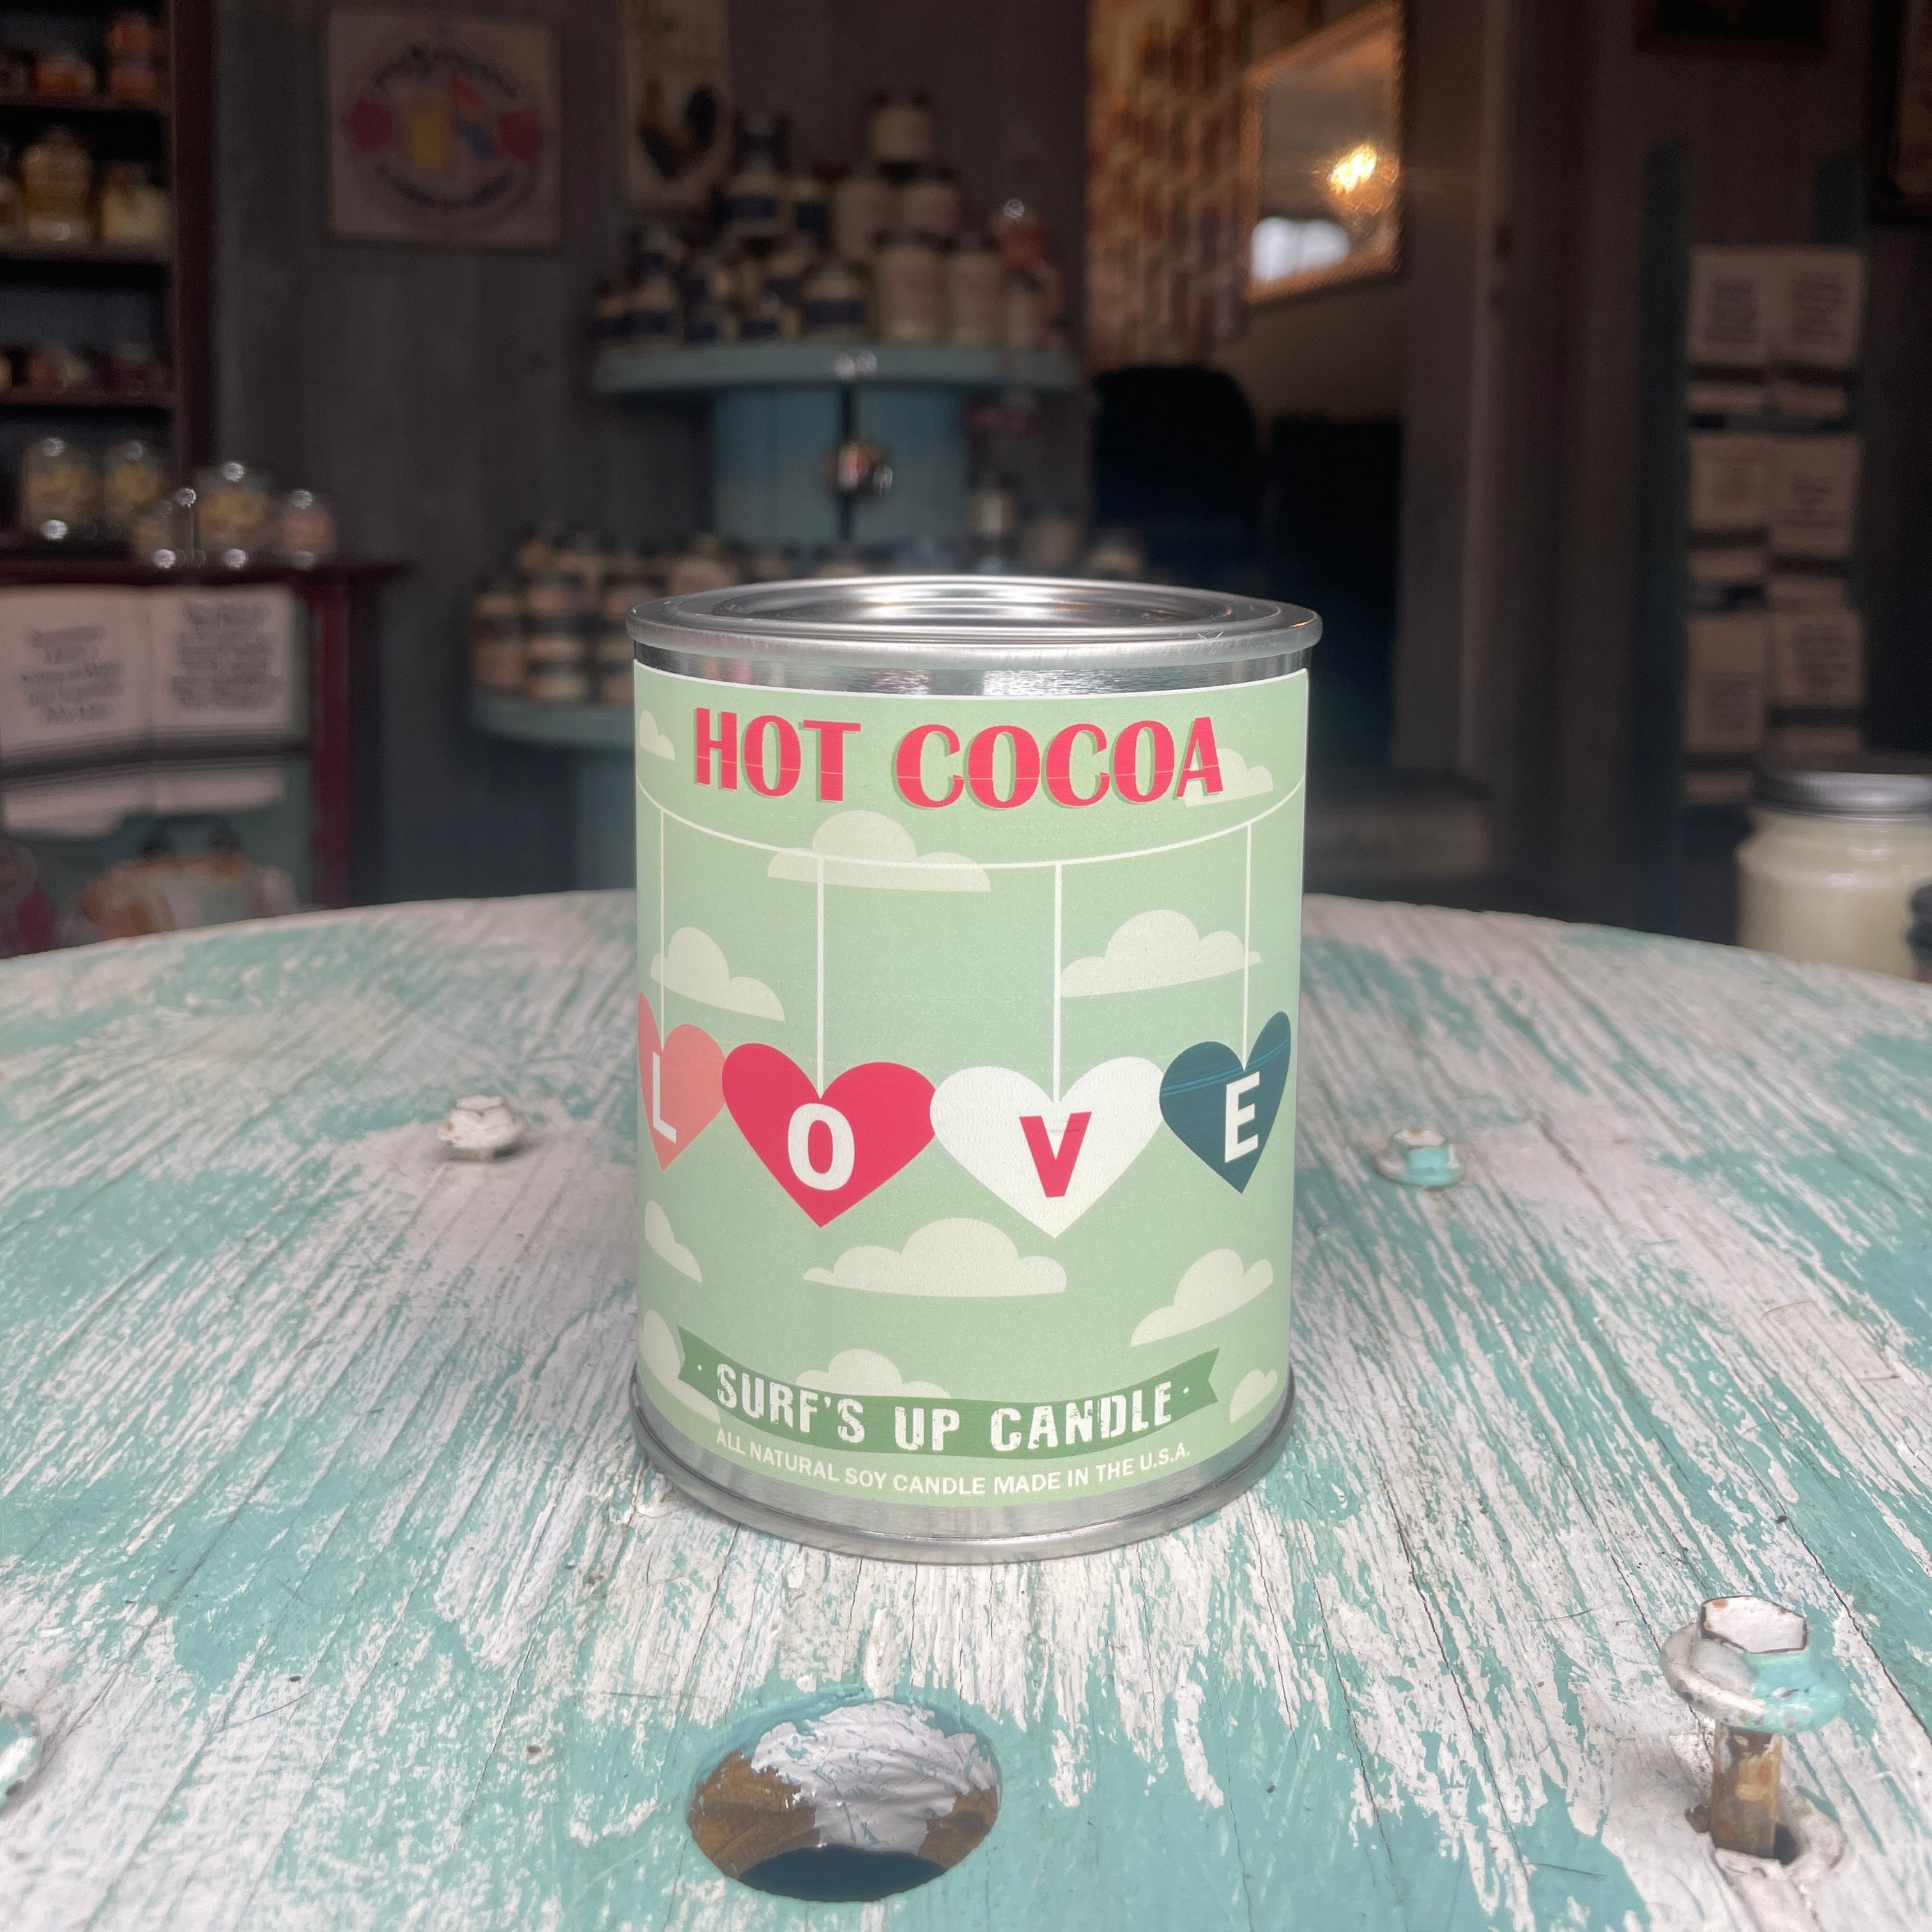 HOT COCOA
L O V E
· SURF'S UP CANDLE ·
ALL NATURAL SOY CANDLE MADE IN THE U.S.A.